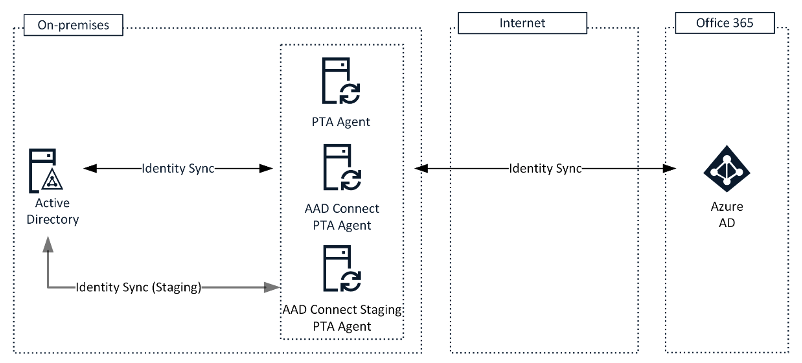 On-premises
Internet
Office 365
PTA Agent
Identity Sync
Identity Sync
AAD Connect
PTA Agent
Active
Directory
Azure
AD
Identity Sync (Staging)
AAD Connect Staging
PTA Agent